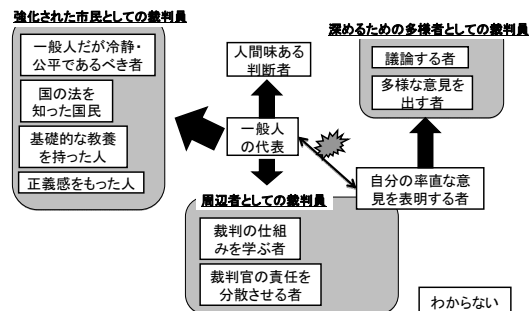 強化された市民としての裁判員
一般人だが冷静・
公平であるべき者
国の法を
知った国民
基礎的な教養
を持った人
正義感をもった人
人間味ある
判断者
一般人
の代表
深めるための多様者としての裁判員
議論する者
多様な意見を
出す者
自分の率直な意
見を表明する者
周辺者としての裁判員
裁判の仕組
みを学ぶ者
裁判官の責任を
分散させる者
わからない